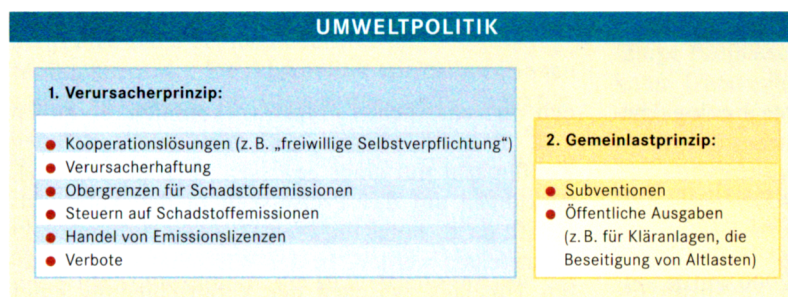 UMWELTPOLITIK
1. Verursacherprinzip:
● Kooperationslösungen (z. B. „freiwillige Selbstverpflichtung“)
● Verursacherhaftung
● Obergrenzen für Schadstoffemissionen
● Steuern auf Schadstoffemissionen
● Handel von Emissionslizenzen
● Verbote
2. Gemeinlastprinzip:
● Subventionen
● Öffentliche Ausgaben
(z. B. für Kläranlagen, die
Beseitigung von Altlasten)